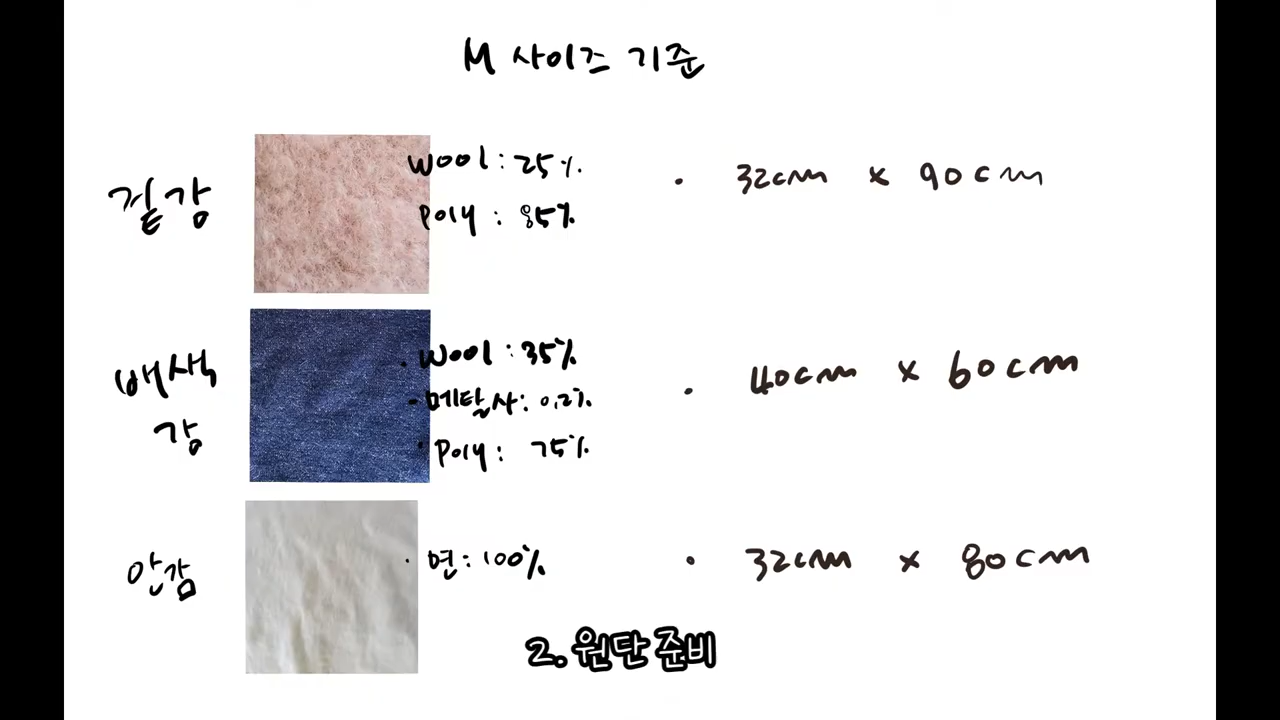 M 사이즈 기준
겉감
wool : 25%
poly : 85%
· 32cm x 90cm
배색
감
· wool : 35%
· 메탈사 : 0.2%
· poly : 75%
· 40cm x 60cm
안감
· 면 : 100%
· 32cm x 80cm
2. 원단 준비